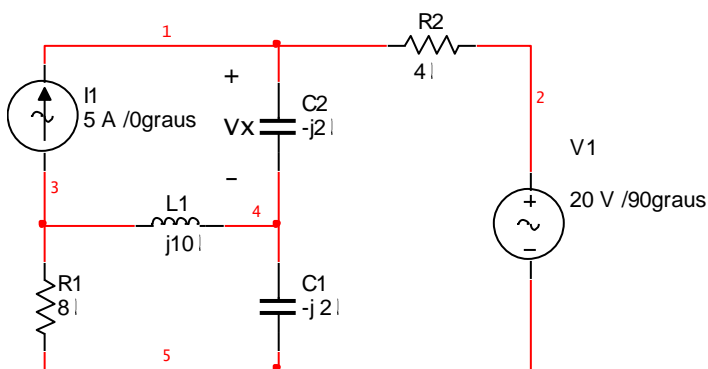 1
R2
4
I1
5 A /0graus
+
Vx
-
C2
-j2
2
V1
+
-
20 V /90graus
3
L1
j10
4
R1
8
C1
-j 2
5